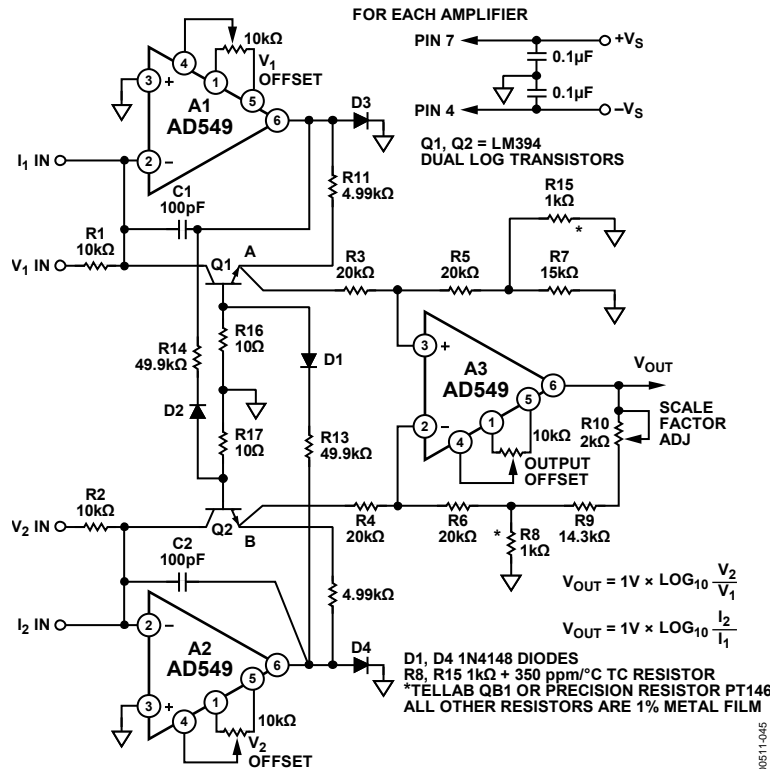 FOR EACH AMPLIFIER
PIN 7
+VS
0.1µF
0.1µF
PIN 4
–VS
Q1, Q2 = LM394
DUAL LOG TRANSISTORS
10kΩ
V1
OFFSET
4
1
5
3
+
A1
AD549
6
D3
I1 IN
2
–
C1
100pF
R11
4.99kΩ
R15
1kΩ
*
R1
10kΩ
V1 IN
Q1
A
R3
20kΩ
R5
20kΩ
R7
15kΩ
R14
49.9kΩ
R16
10Ω
D1
D2
R17
10Ω
R13
49.9kΩ
3
+
A3
AD549
6
VOUT
2
–
5
1
4
10kΩ
OUTPUT
OFFSET
R10
2kΩ
SCALE
FACTOR
ADJ
R2
10kΩ
V2 IN
Q2
B
R4
20kΩ
R6
20kΩ
*
R8
1kΩ
R9
14.3kΩ
C2
100pF
4.99kΩ
I2 IN
2
–
A2
AD549
6
D4
5
1
3
+
4
10kΩ
V2
OFFSET
VOUT = 1V × LOG10 V2/V1
VOUT = 1V × LOG10 I2/I1
D1, D4 1N4148 DIODES
R8, R15 1kΩ + 350 ppm/°C TC RESISTOR
*TELLAB QB1 OR PRECISION RESISTOR PT146
ALL OTHER RESISTORS ARE 1% METAL FILM
00511-045